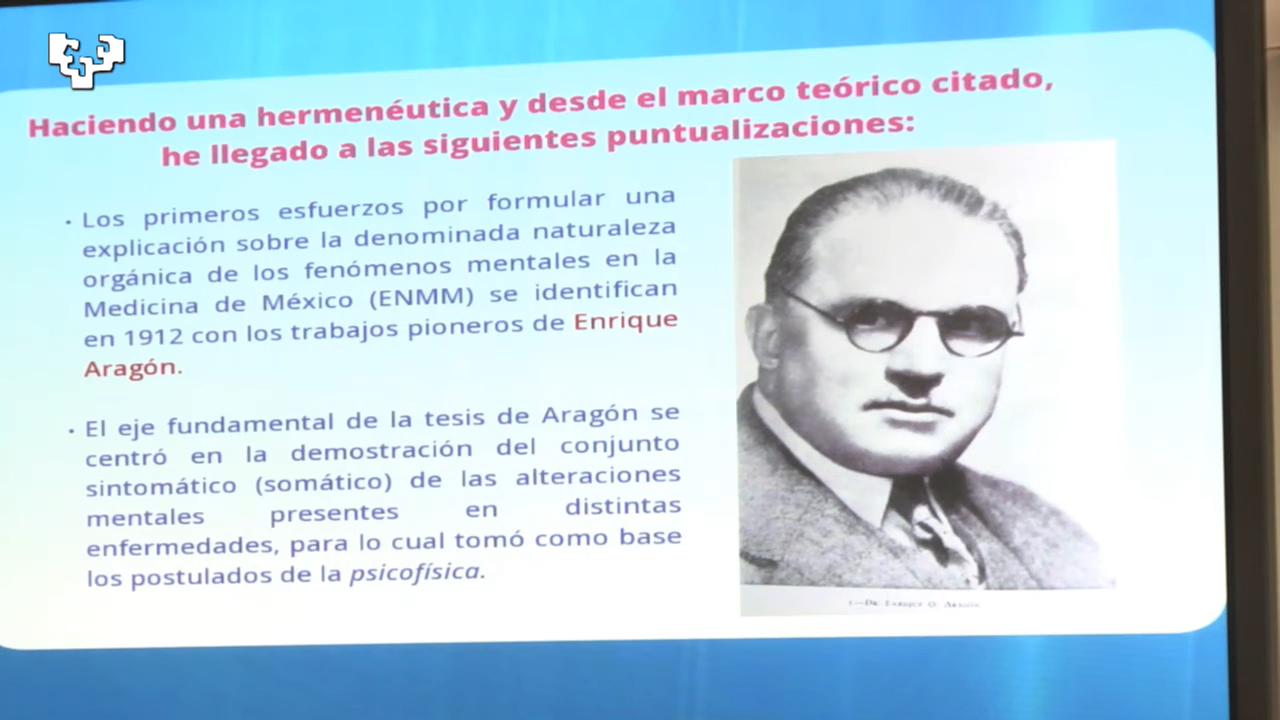 Haciendo una hermenéutica y desde el marco teórico citado,
he llegado a las siguientes puntualizaciones:
· Los primeros esfuerzos por formular una
explicación sobre la denominada naturaleza
orgánica de los fenómenos mentales en la
Medicina de México (ENMM) se identifican
en 1912 con los trabajos pioneros de Enrique
Aragón.
· El eje fundamental de la tesis de Aragón se
centró en la demostración del conjunto
sintomático (somático) de las alteraciones
mentales presentes en distintas
enfermedades, para lo cual tomó como base
los postulados de la psicofísica.